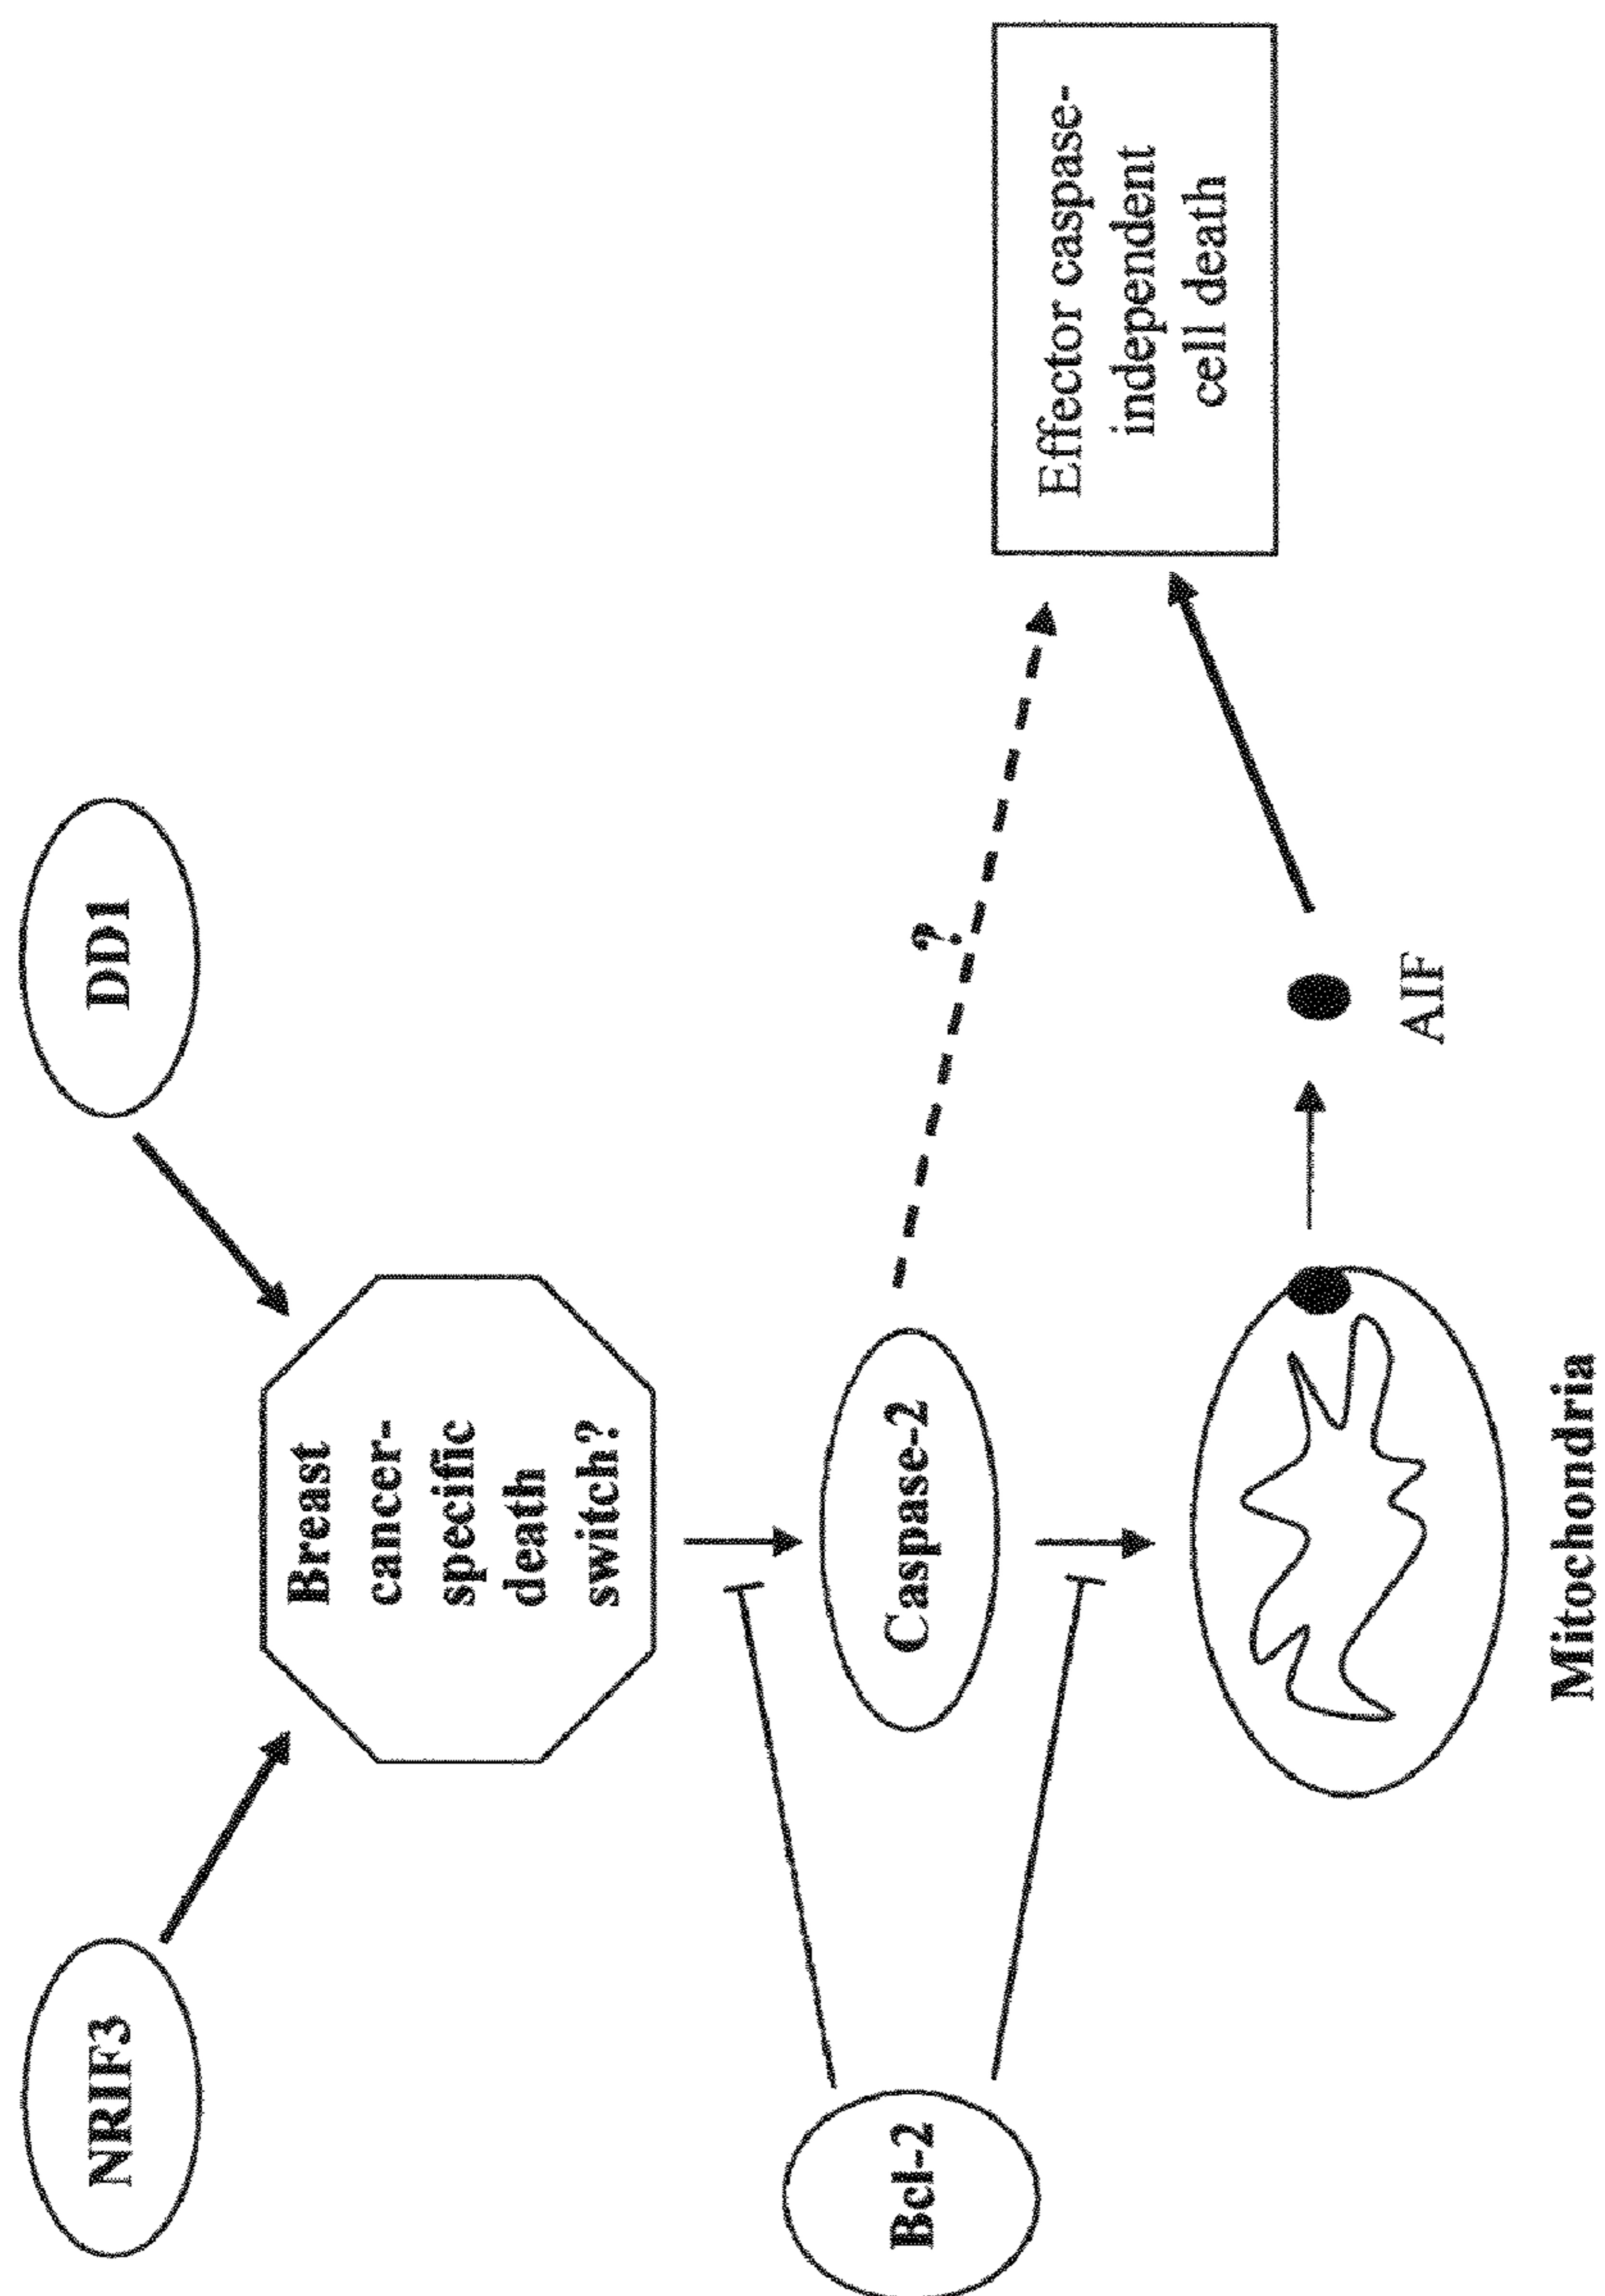 NRIF3
DD1
Breast
cancer-
specific
death
switch?
Bcl-2
Caspase-2
?
Effector caspase-
independent
cell death
AIF
Mitochondria